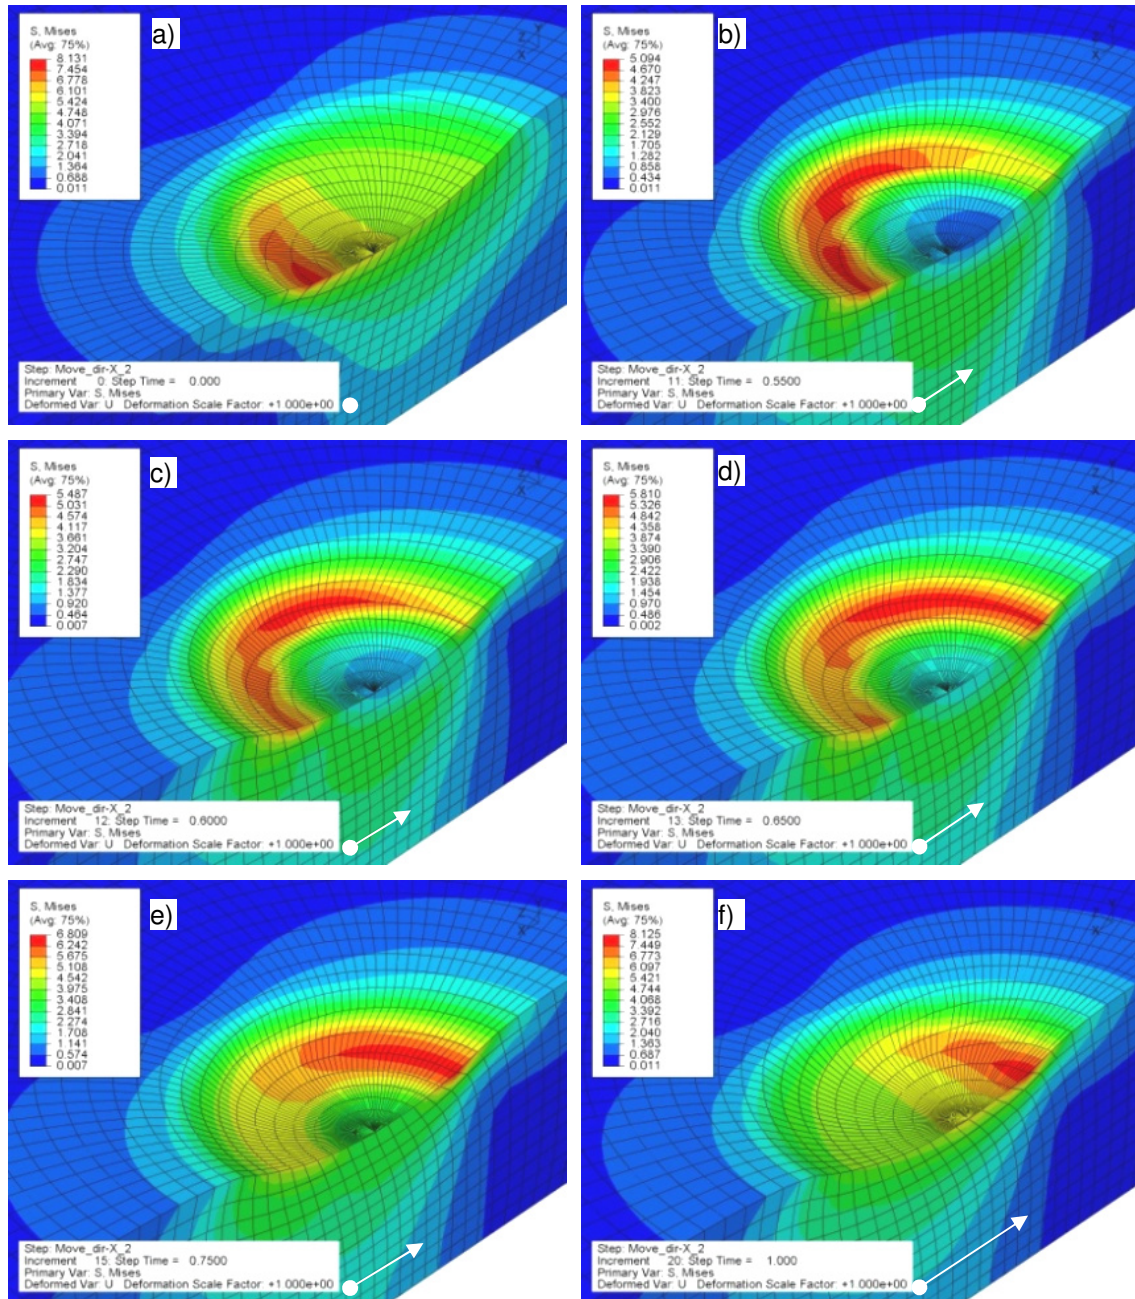 a)
S, Mises
(Avg: 75%)
8.131
7.454
6.778
6.101
5.424
4.748
4.071
3.394
2.718
2.041
1.364
0.688
0.011
Step: Move_dir-X_2
Increment 0: Step Time = 0.000
Primary Var: S, Mises
Deformed Var: U Deformation Scale Factor: +1.000e+00
b)
S, Mises
(Avg: 75%)
5.094
4.670
4.247
3.823
3.400
2.976
2.552
2.129
1.705
1.282
0.858
0.434
0.011
Z Y
X
Step: Move_dir-X_2
Increment 11: Step Time = 0.5500
Primary Var: S, Mises
Deformed Var: U Deformation Scale Factor: +1.000e+00
c)
S, Mises
(Avg: 75%)
5.487
5.031
4.574
4.117
3.661
3.204
2.747
2.290
1.834
1.377
0.920
0.464
0.007
Step: Move_dir-X_2
Increment 12: Step Time = 0.6000
Primary Var: S, Mises
Deformed Var: U Deformation Scale Factor: +1.000e+00
d)
S, Mises
(Avg: 75%)
5.810
5.326
4.842
4.358
3.874
3.390
2.906
2.422
1.938
1.454
0.970
0.486
0.002
Step: Move_dir-X_2
Increment 13: Step Time = 0.6500
Primary Var: S, Mises
Deformed Var: U Deformation Scale Factor: +1.000e+00
e)
S, Mises
(Avg: 75%)
6.809
6.242
5.675
5.108
4.542
3.975
3.408
2.841
2.274
1.708
1.141
0.574
0.007
Step: Move_dir-X_2
Increment 15: Step Time = 0.7500
Primary Var: S, Mises
Deformed Var: U Deformation Scale Factor: +1.000e+00
f)
S, Mises
(Avg: 75%)
8.125
7.449
6.773
6.097
5.421
4.744
4.068
3.392
2.716
2.040
1.363
0.687
0.011
Step: Move_dir-X_2
Increment 20: Step Time = 1.000
Primary Var: S, Mises
Deformed Var: U Deformation Scale Factor: +1.000e+00